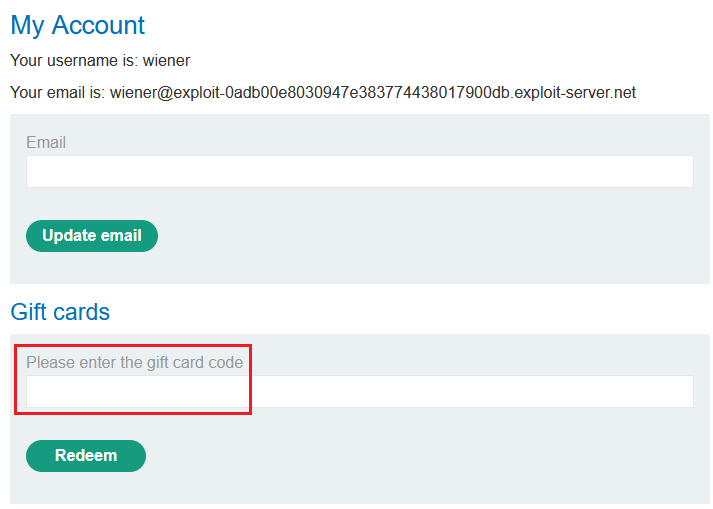 My Account
Your username is: wiener
Your email is: wiener@exploit-0adb00e8030947e383774438017900db.exploit-server.net
Email
Update email
Gift cards
Please enter the gift card code
Redeem